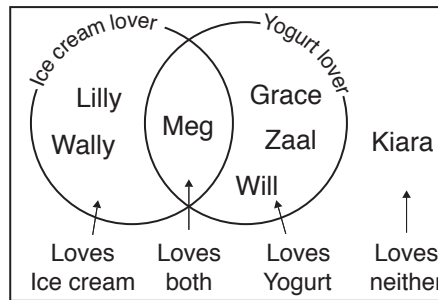 Ice cream lover
Yogurt lover
Lilly
Wally
Meg
Grace
Zaal
Will
Kiara
Loves
Ice cream
Loves
both
Loves
Yogurt
Loves
neither